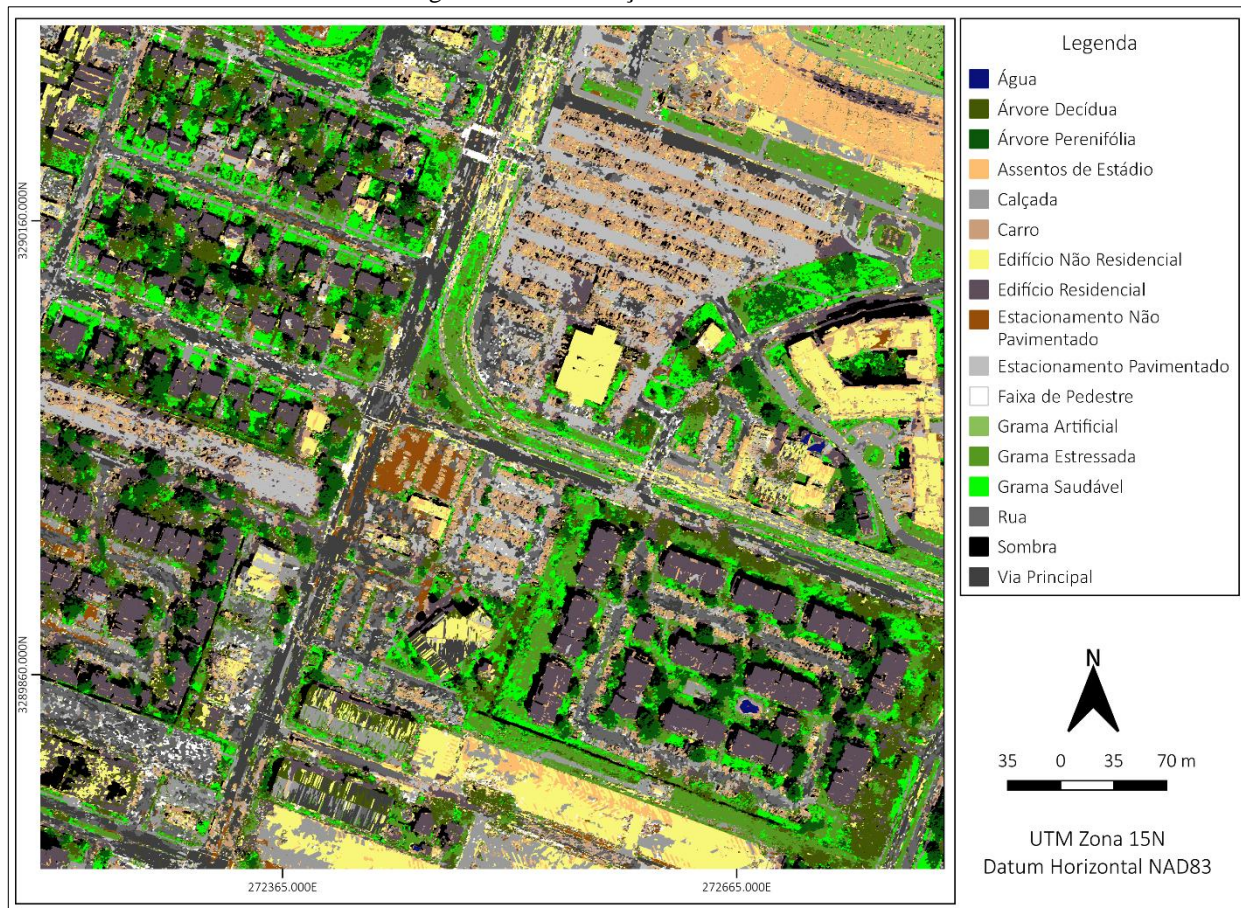 Legenda
Água
Árvore Decídua
Árvore Perenifólia
Assentos de Estádio
Calçada
Carro
Edifício Não Residencial
Edifício Residencial
Estacionamento Não
Pavimentado
Estacionamento Pavimentado
Faixa de Pedestre
Grama Artificial
Grama Estressada
Grama Saudável
Rua
Sombra
Via Principal
3290160.000N
3289860.000N
272365.000E
272665.000E
N
35 0 35 70 m
UTM Zona 15N
Datum Horizontal NAD83